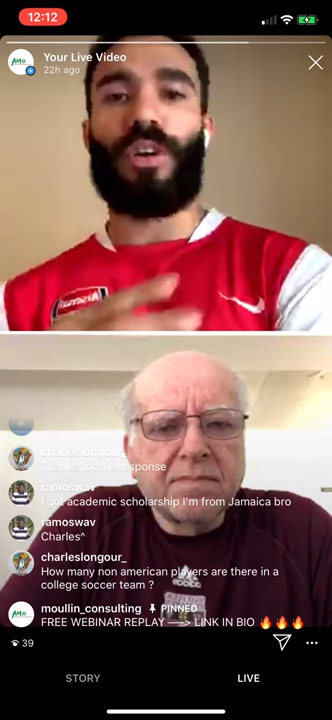 12:12
AMo
Your Live Video
22h ago
charleslongour_
Thanks for the response
ramoswav
I got academic scholarship I'm from Jamaica bro
ramoswav
Charles^
charleslongour_
How many non american players are there in a
college soccer team ?
moullin_consulting PINNED
FREE WEBINAR REPLAY —-> LINK IN BIO 🔥🔥🔥
39
STORY
LIVE